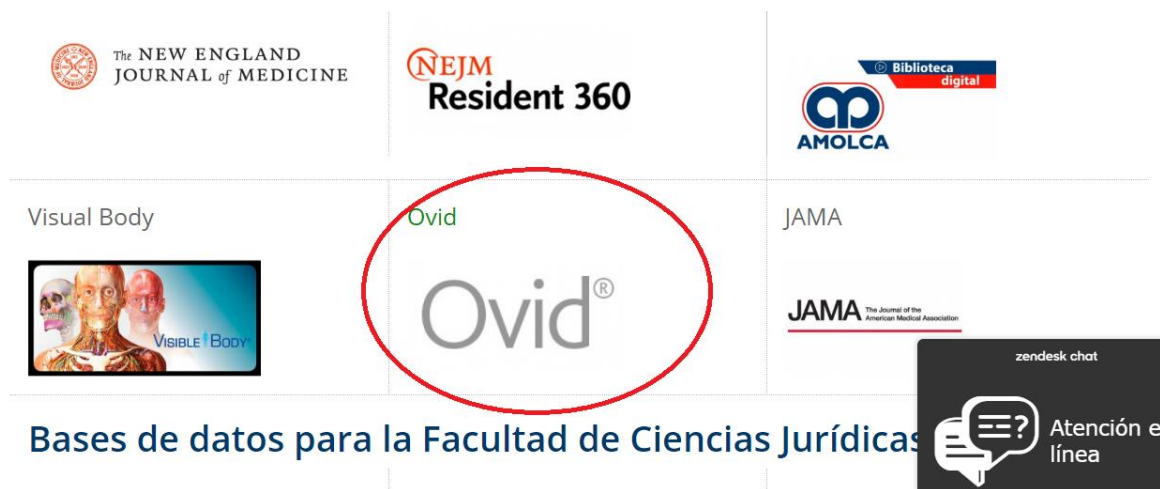 The NEW ENGLAND
JOURNAL of MEDICINE
NEJM
Resident 360
Biblioteca
digital
AMOLCA
Visual Body
Ovid
JAMA
VISIBLE BODY®
Ovid®
JAMA The Journal of the
American Medical Association
zendesk chat
Bases de datos para la Facultad de Ciencias Jurídicas
Atención e
línea